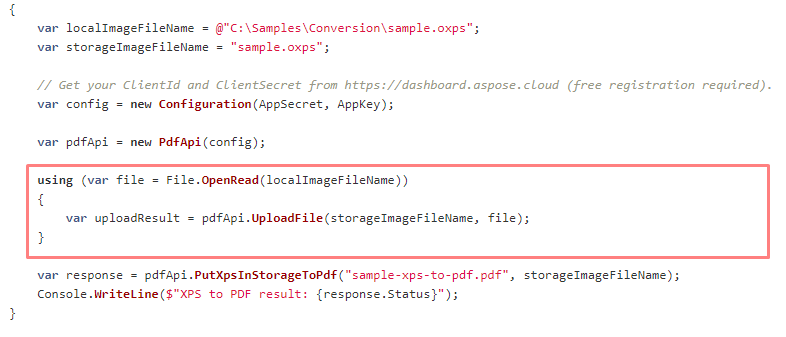 {
    var localImageFileName = @"C:\Samples\Conversion\sample.oxps";
    var storageImageFileName = "sample.oxps";

    // Get your ClientId and ClientSecret from https://dashboard.aspose.cloud (free registration required).
    var config = new Configuration(AppSecret, AppKey);

    var pdfApi = new PdfApi(config);

    using (var file = File.OpenRead(localImageFileName))
    {
        var uploadResult = pdfApi.UploadFile(storageImageFileName, file);
    }

    var response = pdfApi.PutXpsInStorageToPdf("sample-xps-to-pdf.pdf", storageImageFileName);
    Console.WriteLine($"XPS to PDF result: {response.Status}");
}